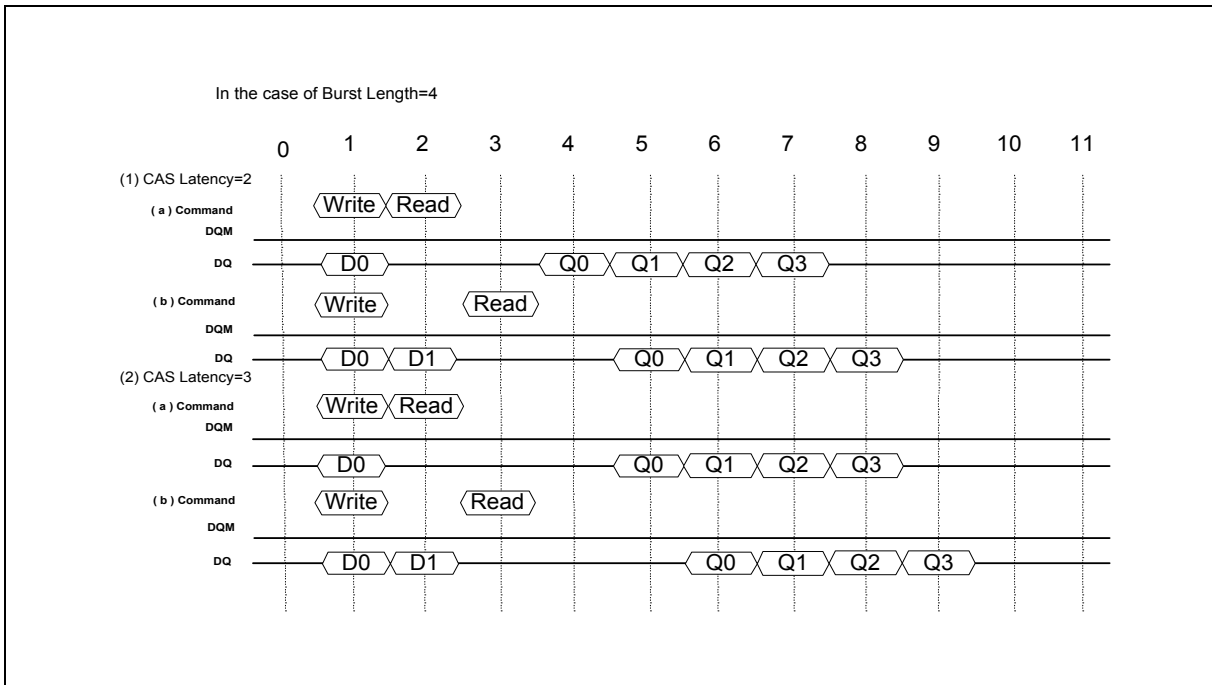 In the case of Burst Length=4
0 1 2 3 4 5 6 7 8 9 10 11
(1) CAS Latency=2
( a ) Command Write Read
DQM
DQ D0 Q0 Q1 Q2 Q3
( b ) Command Write Read
DQM
DQ D0 D1 Q0 Q1 Q2 Q3
(2) CAS Latency=3
( a ) Command Write Read
DQM
DQ D0 Q0 Q1 Q2 Q3
( b ) Command Write Read
DQM
DQ D0 D1 Q0 Q1 Q2 Q3